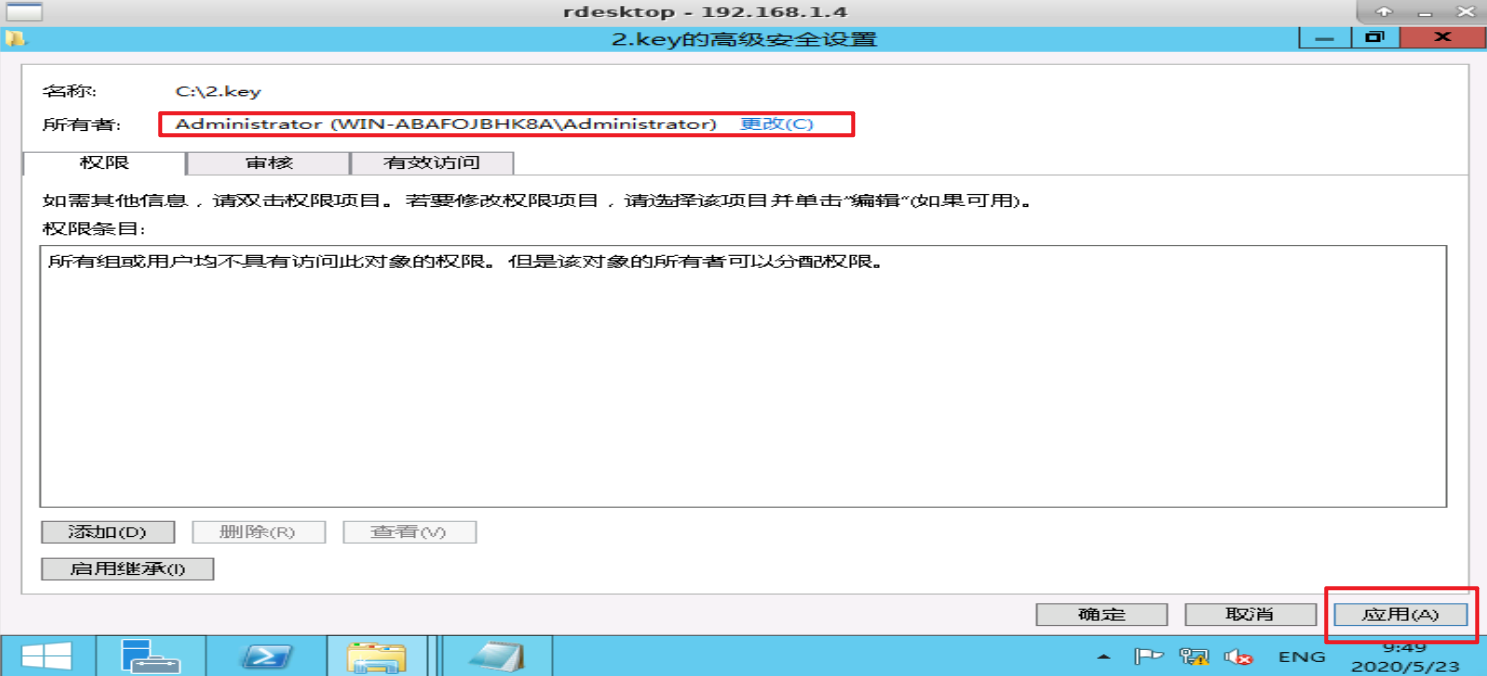 rdesktop - 192.168.1.4
2.key的高级安全设置
名称: C:\2.key
所有者: Administrator (WIN-ABAFOJBHK8A\Administrator) 更改(C)
权限 审核 有效访问
如需其他信息，请双击权限项目。若要修改权限项目，请选择该项目并单击"编辑"(如果可用)。
权限条目:
所有组或用户均不具有访问此对象的权限。但是该对象的所有者可以分配权限。
添加(D) 删除(R) 查看(V)
启用继承(I)
确定 取消 应用(A)
ENG 9:49
2020/5/23